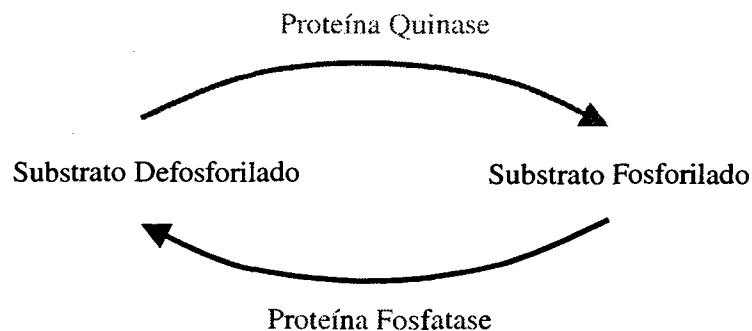 Proteína Quinase
Substrato Defosforilado
Substrato Fosforilado
Proteína Fosfatase